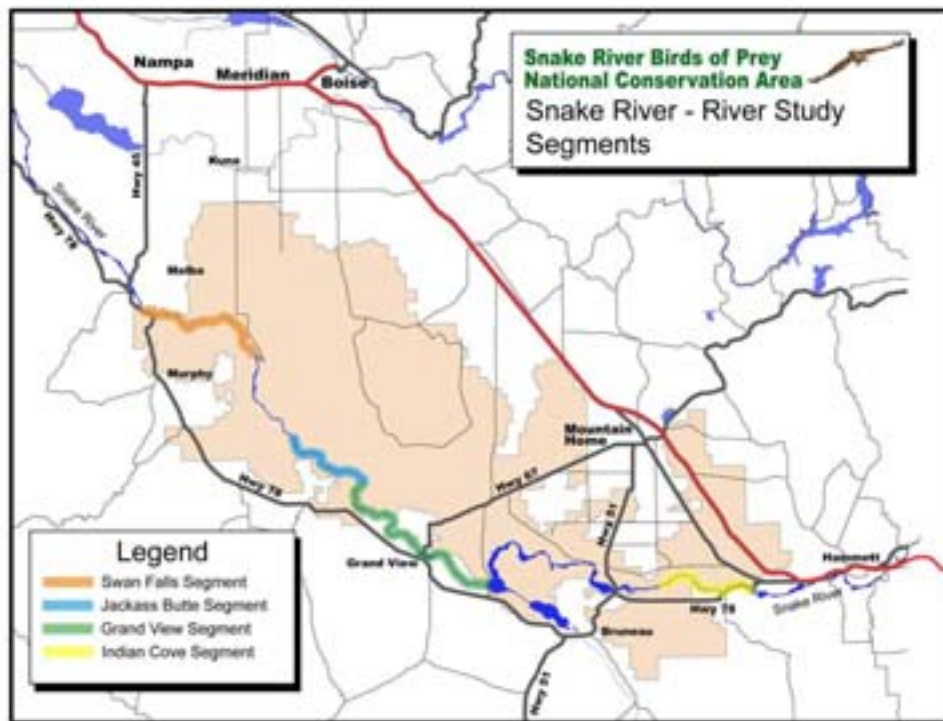 Snake River Birds of Prey
National Conservation Area
Snake River - River Study
Segments
Nampa
Meridian
Boise
Kuna
Hwy 45
Snake River
Hwy 78
Melba
Murphy
Mountain
Home
Hwy 67
Hwy 78
Hwy 51
Grand View
Hammett
Snake River
Hwy 78
Bruneau
Hwy 51
Legend
Swan Falls Segment
Jackass Butte Segment
Grand View Segment
Indian Cove Segment